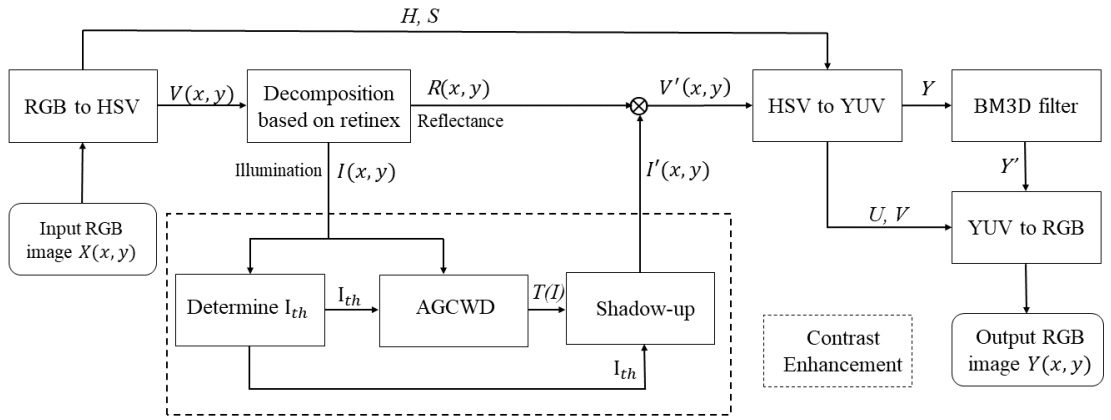 H, S
RGB to HSV
V(x, y)
Decomposition
based on retinex
R(x, y)
Reflectance
V′(x, y)
HSV to YUV
Y
BM3D filter
Illumination
I(x, y)
I′(x, y)
Y'
Input RGB
image X(x, y)
U, V
YUV to RGB
Determine I_th
I_th
AGCWD
T(I)
Shadow-up
I_th
Contrast
Enhancement
Output RGB
image Y(x, y)